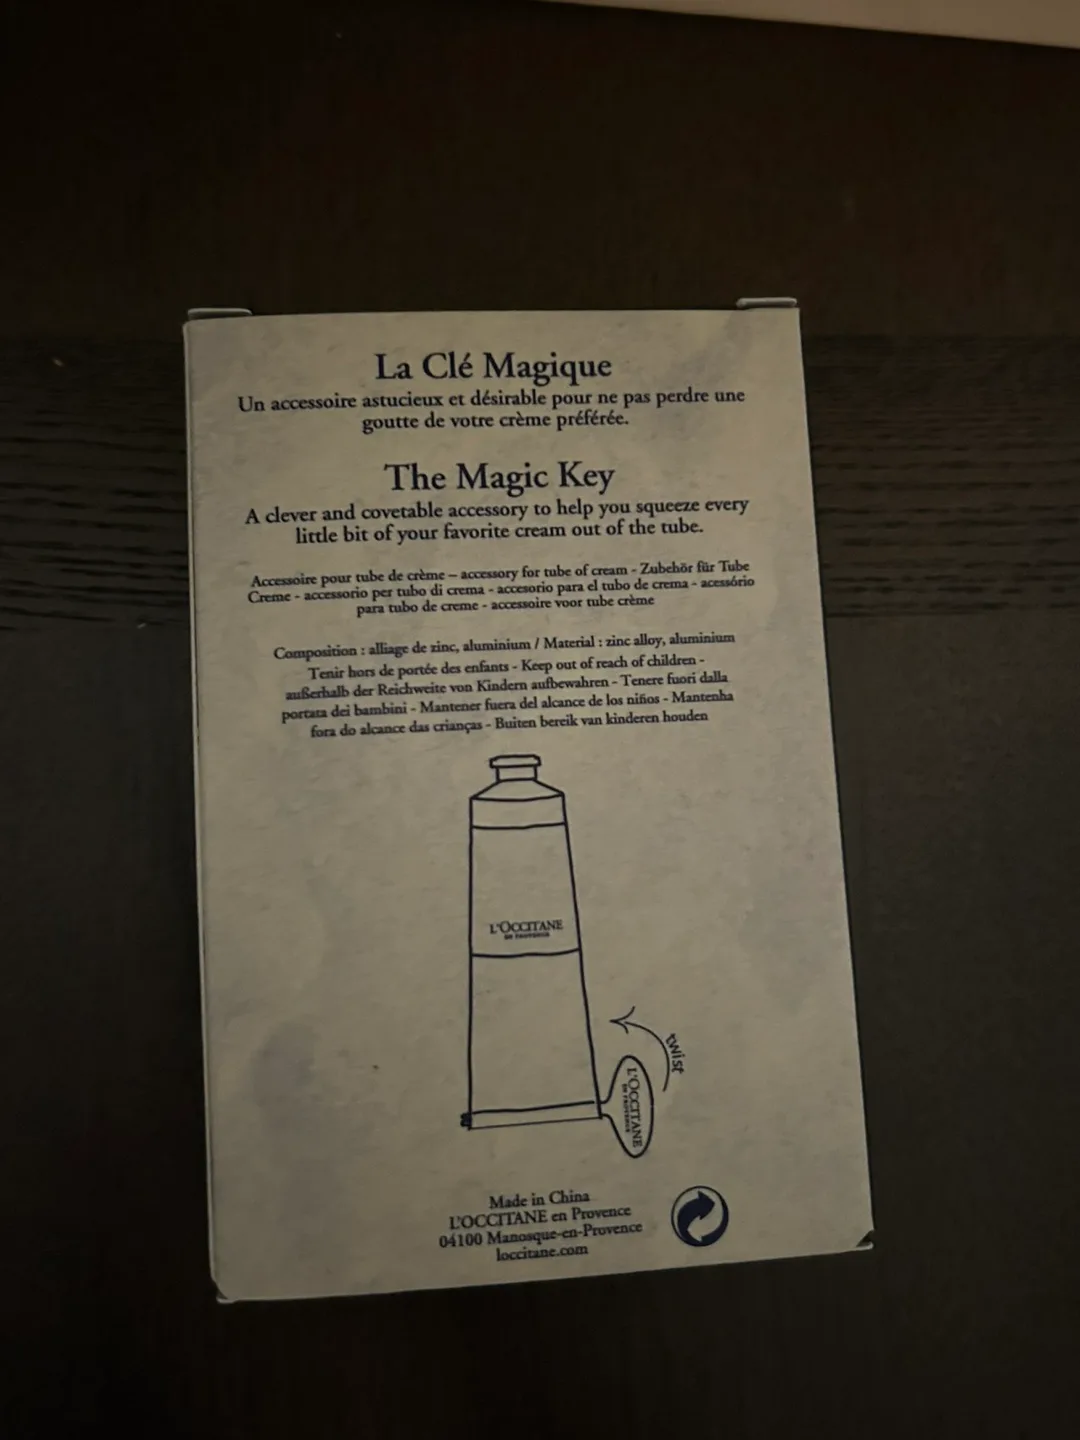 La Clé Magique
Un accessoire astucieux et désirable pour ne pas perdre une
goutte de votre crème préférée.
The Magic Key
A clever and covetable accessory to help you squeeze every
little bit of your favorite cream out of the tube.
Accessoire pour tube de crème – accessory for tube of cream - Zubehör für Tube
Creme - accessorio per tubo di crema - accesorio para el tubo de crema - acessório
para tubo de creme - accessoire voor tube crème
Composition : alliage de zinc, aluminium / Material : zinc alloy, aluminium
Tenir hors de portée des enfants - Keep out of reach of children -
außerhalb der Reichweite von Kindern aufbewahren - Tenere fuori dalla
portata dei bambini - Mantener fuera del alcance de los niños - Mantenha
fora do alcance das crianças - Buiten bereik van kinderen houden
L'OCCITANE
EN PROVENCE
twist
L'OCCITANE
EN PROVENCE
Made in China
L'OCCITANE en Provence
04100 Manosque-en-Provence
loccitane.com